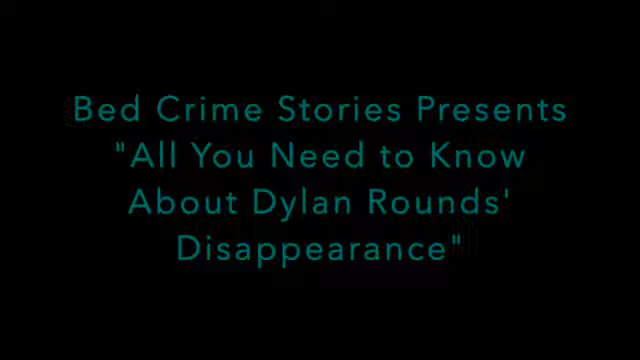 Bed Crime Stories Presents
"All You Need to Know
About Dylan Rounds'
Disappearance"